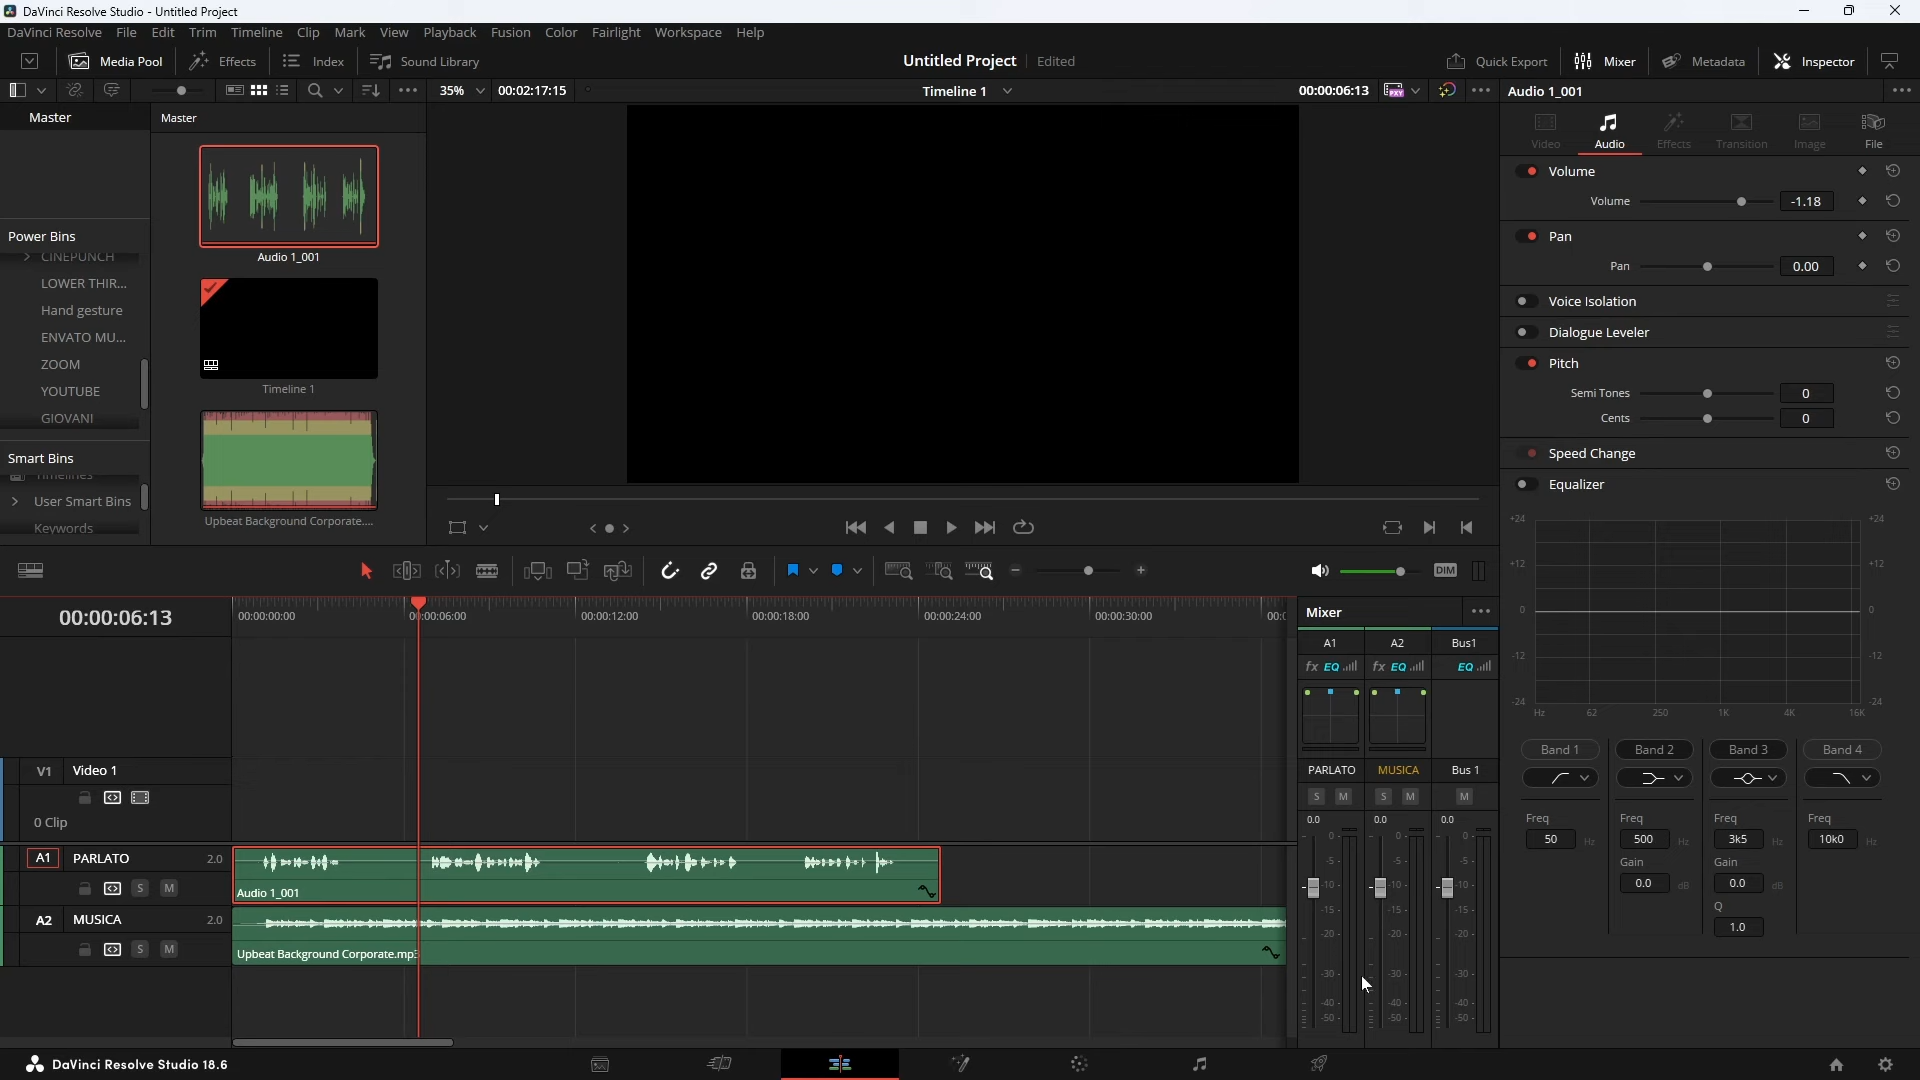 DaVinci Resolve Studio - Untitled Project
DaVinci Resolve File Edit Trim Timeline Clip Mark View Playback Fusion Color Fairlight Workspace Help
Media Pool Effects Index Sound Library Untitled Project Edited Quick Export Mixer Metadata Inspector
35% 00:02:17:15 Timeline 1 00:00:06:13 PXY Audio 1_001
Master
Master
Power Bins
CINEPUNCH
LOWER THIR...
Hand gesture
ENVATO MU...
ZOOM
YOUTUBE
GIOVANI
Smart Bins
Timelines
User Smart Bins
Keywords
Audio 1_001
Timeline 1
Upbeat Background Corporate....
Video Audio Effects Transition Image File
Volume
Volume -1.18
Pan
Pan 0.00
Voice Isolation
Dialogue Leveler
Pitch
Semi Tones 0
Cents 0
Speed Change
Equalizer
+24 +24
+12 +12
0 0
-12 -12
-24 -24
Hz 62 250 1K 4K 16K
Band 1 Band 2 Band 3 Band 4
Freq Freq Freq Freq
50 Hz 500 Hz 3k5 Hz 10k0 Hz
Gain Gain
0.0 dB 0.0 dB
Q
1.0
DIM
00:00:06:13
00:00:00:00 00:00:06:00 00:00:12:00 00:00:18:00 00:00:24:00 00:00:30:00 00:0
V1 Video 1
0 Clip
A1 PARLATO 2.0
S M
Audio 1_001
A2 MUSICA 2.0
S M
Upbeat Background Corporate.mp3
Mixer
A1 A2 Bus1
fx EQ fx EQ EQ
PARLATO MUSICA Bus 1
S M S M M
0.0 0.0 0.0
0- 0- 0-
-5- -5- -5-
-10- -10- -10-
-15- -15- -15-
-20- -20- -20-
-30- -30- -30-
-40- -40- -40-
-50- -50- -50-
DaVinci Resolve Studio 18.6